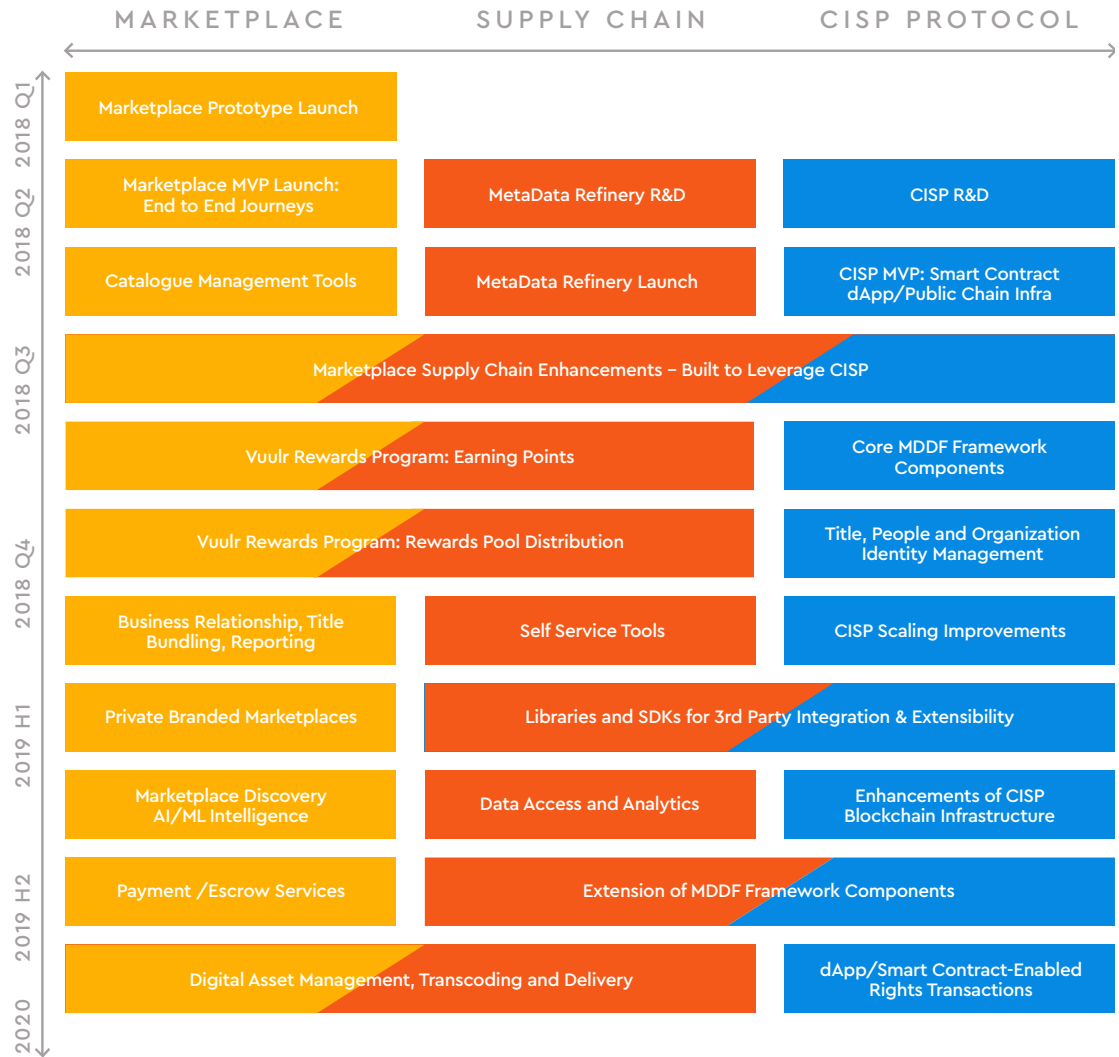 MARKETPLACE
SUPPLY CHAIN
CISP PROTOCOL
2018 Q1
Marketplace Prototype Launch
2018 Q2
Marketplace MVP Launch:
End to End Journeys
MetaData Refinery R&D
CISP R&D
Catalogue Management Tools
MetaData Refinery Launch
CISP MVP: Smart Contract
dApp/Public Chain Infra
2018 Q3
Marketplace Supply Chain Enhancements – Built to Leverage CISP
Vuulr Rewards Program: Earning Points
Core MDDF Framework
Components
2018 Q4
Vuulr Rewards Program: Rewards Pool Distribution
Title, People and Organization
Identity Management
Business Relationship, Title
Bundling, Reporting
Self Service Tools
CISP Scaling Improvements
2019 H1
Private Branded Marketplaces
Libraries and SDKs for 3rd Party Integration & Extensibility
Marketplace Discovery
AI/ML Intelligence
Data Access and Analytics
Enhancements of CISP
Blockchain Infrastructure
2019 H2
Payment /Escrow Services
Extension of MDDF Framework Components
Digital Asset Management, Transcoding and Delivery
dApp/Smart Contract-Enabled
Rights Transactions
2020